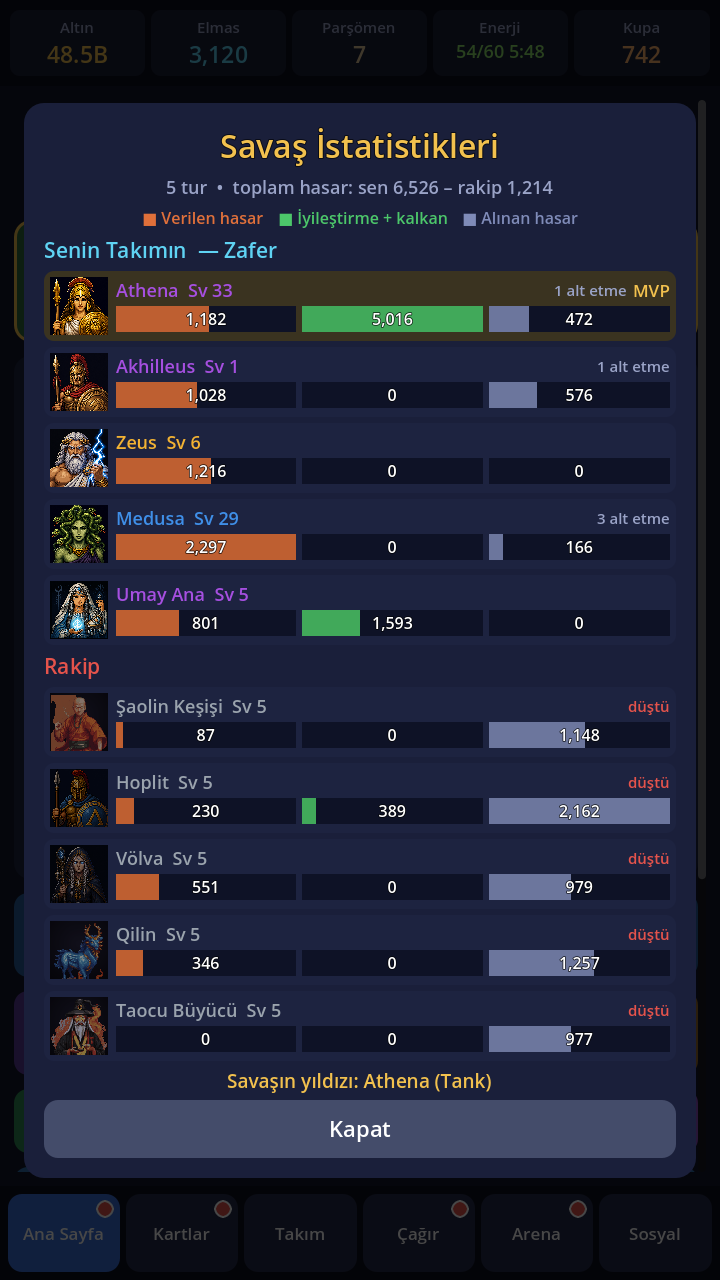 Altın Elmas Parşömen Enerji Kupa
48.5B 3,120 7 54/60 5:48 742
Savaş İstatistikleri
5 tur • toplam hasar: sen 6,526 – rakip 1,214
Verilen hasar İyileştirme + kalkan Alınan hasar
Senin Takımın — Zafer
Athena Sv 33 1 alt etme MVP
1,182 5,016 472
Akhilleus Sv 1 1 alt etme
1,028 0 576
Zeus Sv 6
1,216 0 0
Medusa Sv 29 3 alt etme
2,297 0 166
Umay Ana Sv 5
801 1,593 0
Rakip
Şaolin Keşişi Sv 5 düştü
87 0 1,148
Hoplit Sv 5 düştü
230 389 2,162
Völva Sv 5 düştü
551 0 979
Qilin Sv 5 düştü
346 0 1,257
Taocu Büyücü Sv 5 düştü
0 0 977
Savaşın yıldızı: Athena (Tank)
Kapat
Ana Sayfa Kartlar Takım Çağır Arena Sosyal